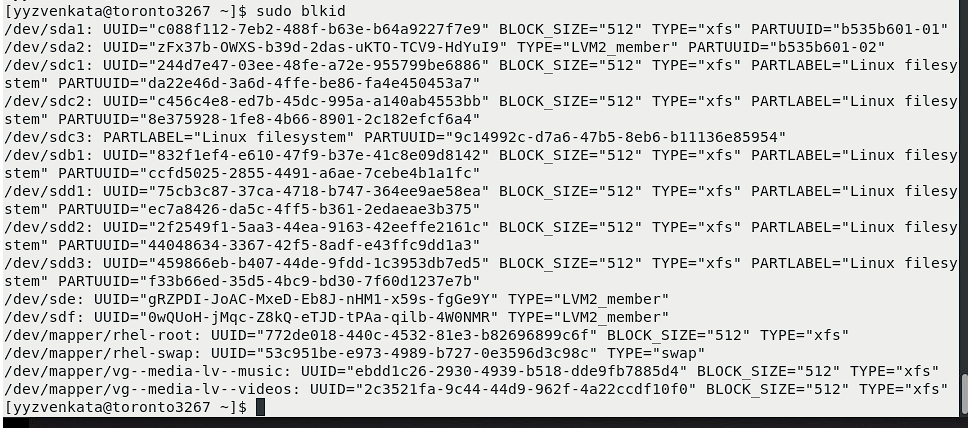 [yyzvenkata@toronto3267 ~]$ sudo blkid
/dev/sda1: UUID="c088f112-7eb2-488f-b63e-b64a9227f7e9" BLOCK_SIZE="512" TYPE="xfs" PARTUUID="b535b601-01"
/dev/sda2: UUID="zFx37b-OWXS-b39d-2das-uKTO-TCV9-HdYuI9" TYPE="LVM2_member" PARTUUID="b535b601-02"
/dev/sdc1: UUID="244d7e47-03ee-48fe-a72e-955799be6886" BLOCK_SIZE="512" TYPE="xfs" PARTLABEL="Linux filesy
stem" PARTUUID="da22e46d-3a6d-4ffe-be86-fa4e450453a7"
/dev/sdc2: UUID="c456c4e8-ed7b-45dc-995a-a140ab4553bb" BLOCK_SIZE="512" TYPE="xfs" PARTLABEL="Linux filesy
stem" PARTUUID="8e375928-1fe8-4b66-8901-2c182efcf6a4"
/dev/sdc3: PARTLABEL="Linux filesystem" PARTUUID="9c14992c-d7a6-47b5-8eb6-b11136e85954"
/dev/sdb1: UUID="832f1ef4-e610-47f9-b37e-41c8e09d8142" BLOCK_SIZE="512" TYPE="xfs" PARTLABEL="Linux filesy
stem" PARTUUID="ccfd5025-2855-4491-a6ae-7cebe4b1a1fc"
/dev/sdd1: UUID="75cb3c87-37ca-4718-b747-364ee9ae58ea" BLOCK_SIZE="512" TYPE="xfs" PARTLABEL="Linux filesy
stem" PARTUUID="ec7a8426-da5c-4ff5-b361-2edaeae3b375"
/dev/sdd2: UUID="2f2549f1-5aa3-44ea-9163-42eeffe2161c" BLOCK_SIZE="512" TYPE="xfs" PARTLABEL="Linux filesy
stem" PARTUUID="44048634-3367-42f5-8adf-e43ffc9dd1a3"
/dev/sdd3: UUID="459866eb-b407-44de-9fdd-1c3953db7ed5" BLOCK_SIZE="512" TYPE="xfs" PARTLABEL="Linux filesy
stem" PARTUUID="f33b66ed-35d5-4bc9-bd30-7f60d1237e7b"
/dev/sde: UUID="gRZPDI-JoAC-MxeD-Eb8J-nHM1-x59s-fgGe9Y" TYPE="LVM2_member"
/dev/sdf: UUID="0wQUoH-jMqc-Z8kQ-eTJD-tPAa-qilb-4W0NMR" TYPE="LVM2_member"
/dev/mapper/rhel-root: UUID="772de018-440c-4532-81e3-b82696899c6f" BLOCK_SIZE="512" TYPE="xfs"
/dev/mapper/rhel-swap: UUID="53c951be-e973-4989-b727-0e3596d3c98c" TYPE="swap"
/dev/mapper/vg--media-lv--music: UUID="ebdd1c26-2930-4939-b518-dde9fb7885d4" BLOCK_SIZE="512" TYPE="xfs"
/dev/mapper/vg--media-lv--videos: UUID="2c3521fa-9c44-44d9-962f-4a22ccdf10f0" BLOCK_SIZE="512" TYPE="xfs"
[yyzvenkata@toronto3267 ~]$